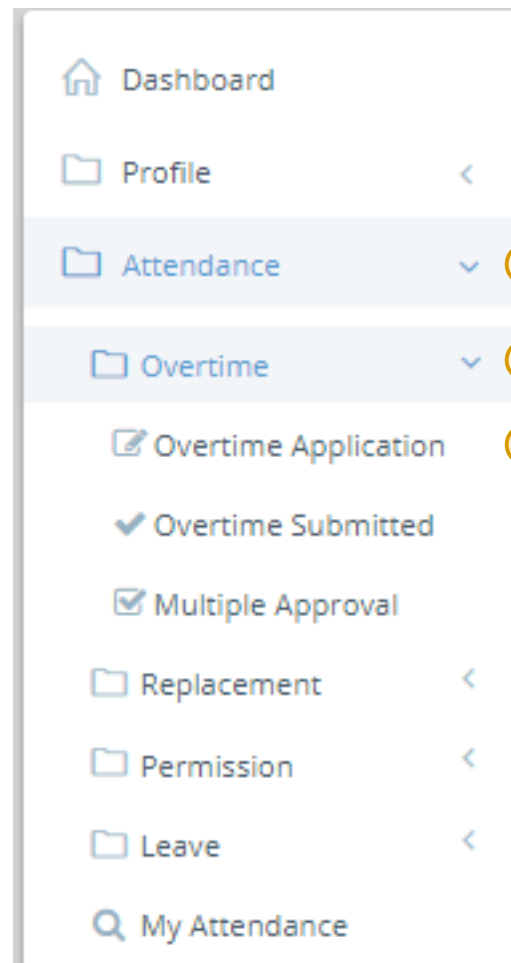 Dashboard
Profile
Attendance
Overtime
Overtime Application
Overtime Submitted
Multiple Approval
Replacement
Permission
Leave
My Attendance